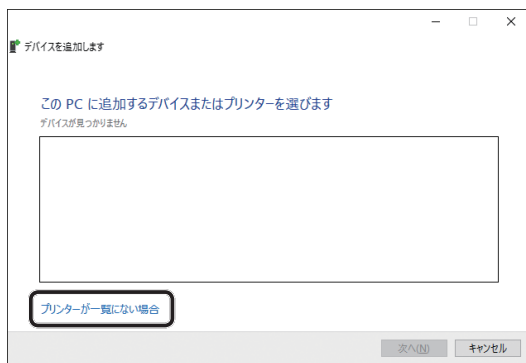 デバイスを追加します
この PC に追加するデバイスまたはプリンターを選びます
デバイスが見つかりません
プリンターが一覧にない場合
次へ(N)
キャンセル